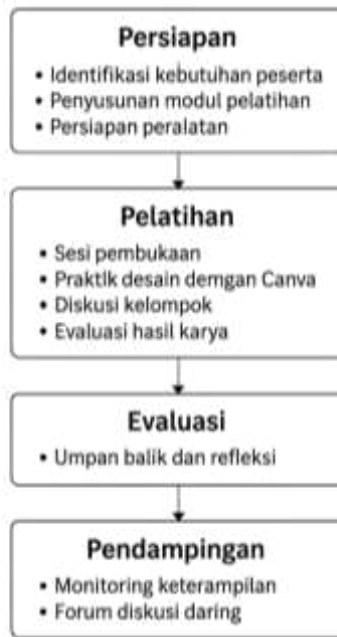 Persiapan
• Identifikasi kebutuhan peserta
• Penyusunan modul pelatihan
• Persiapan peralatan
Pelatihan
• Sesi pembukaan
• Praktik desain demgan Canva
• Diskusi kelompok
• Evaluasi hasil karya
Evaluasi
• Umpan balik dan refleksi
Pendampingan
• Monitoring keterampilan
• Forum diskusi daring